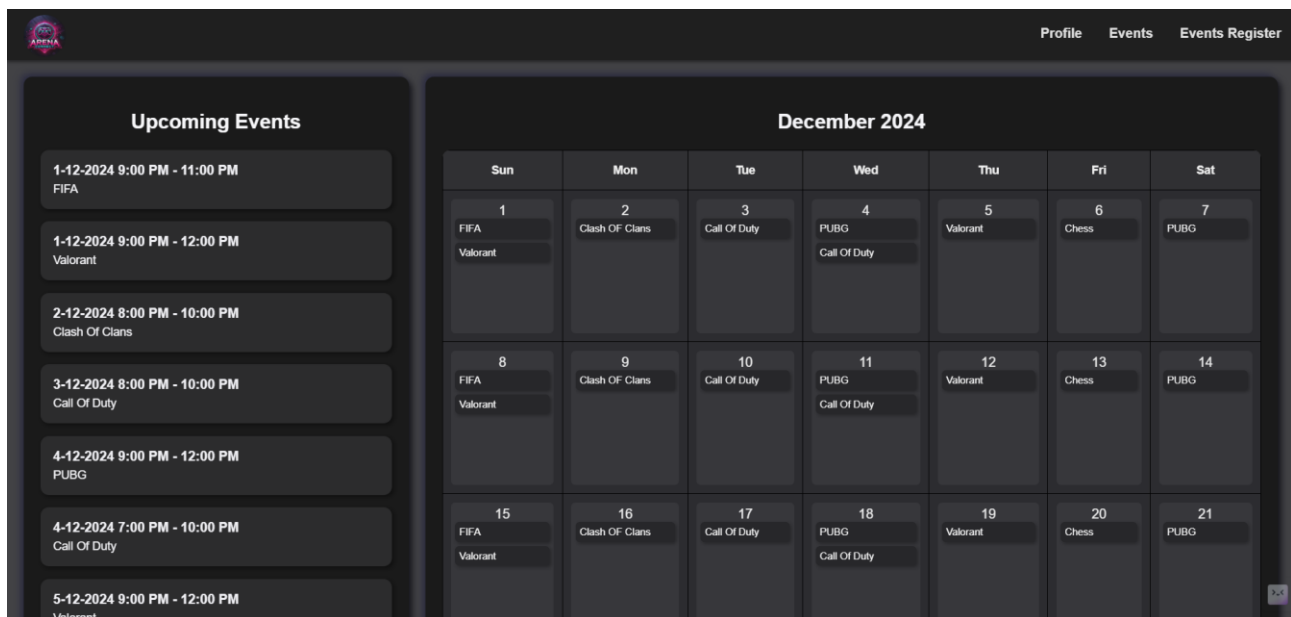 ARENA
Profile Events Events Register
Upcoming Events
1-12-2024 9:00 PM - 11:00 PM
FIFA
1-12-2024 9:00 PM - 12:00 PM
Valorant
2-12-2024 8:00 PM - 10:00 PM
Clash Of Clans
3-12-2024 8:00 PM - 10:00 PM
Call Of Duty
4-12-2024 9:00 PM - 12:00 PM
PUBG
4-12-2024 7:00 PM - 10:00 PM
Call Of Duty
5-12-2024 9:00 PM - 12:00 PM
Valorant
December 2024
Sun Mon Tue Wed Thu Fri Sat
1 2 3 4 5 6 7
FIFA Clash OF Clans Call Of Duty PUBG Valorant Chess PUBG
Valorant Call Of Duty
8 9 10 11 12 13 14
FIFA Clash OF Clans Call Of Duty PUBG Valorant Chess PUBG
Valorant Call Of Duty
15 16 17 18 19 20 21
FIFA Clash OF Clans Call Of Duty PUBG Valorant Chess PUBG
Valorant Call Of Duty